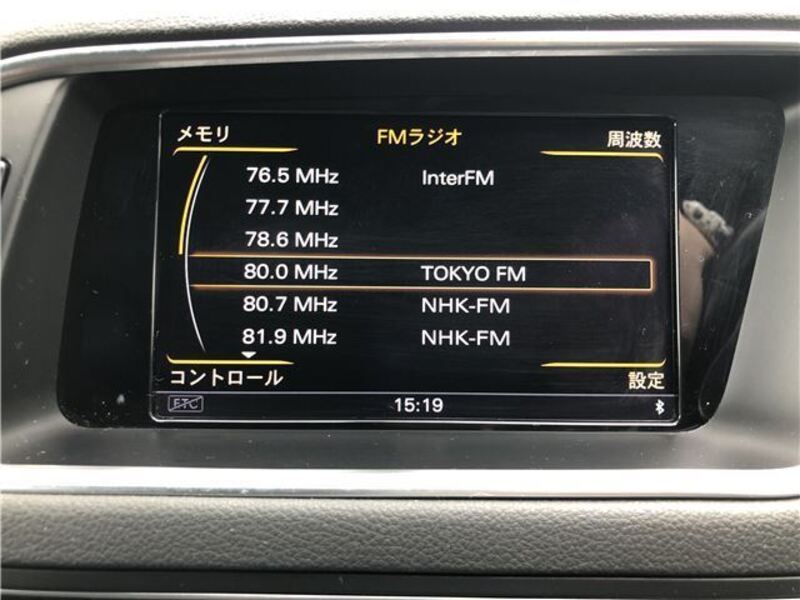 メモリ FMラジオ 周波数
76.5 MHz InterFM
77.7 MHz
78.6 MHz
80.0 MHz TOKYO FM
80.7 MHz NHK-FM
81.9 MHz NHK-FM
コントロール 設定
ETC 15:19